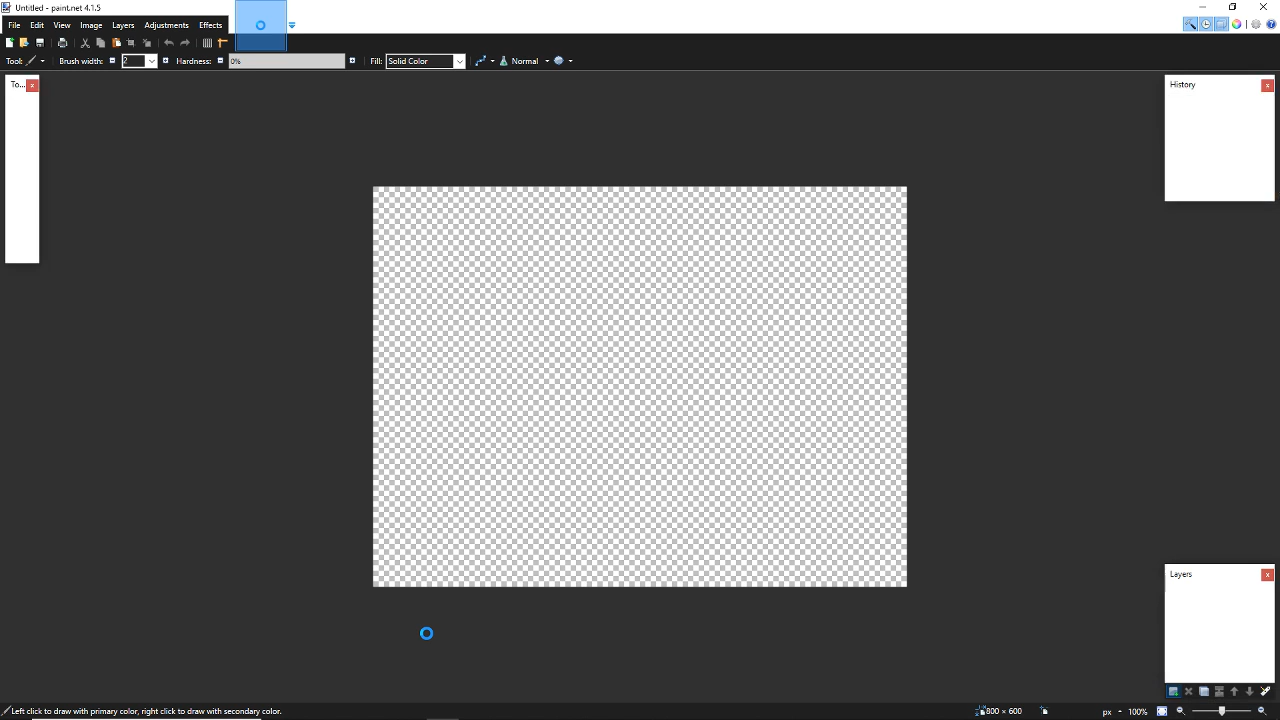 Untitled - paint.net 4.1.5
File Edit View Image Layers Adjustments Effects
Tool: Brush width: 2 Hardness: 0% Fill: Solid Color Normal
To... x
History x
Layers x
Left click to draw with primary color, right click to draw with secondary color. 800 × 600 px 100%